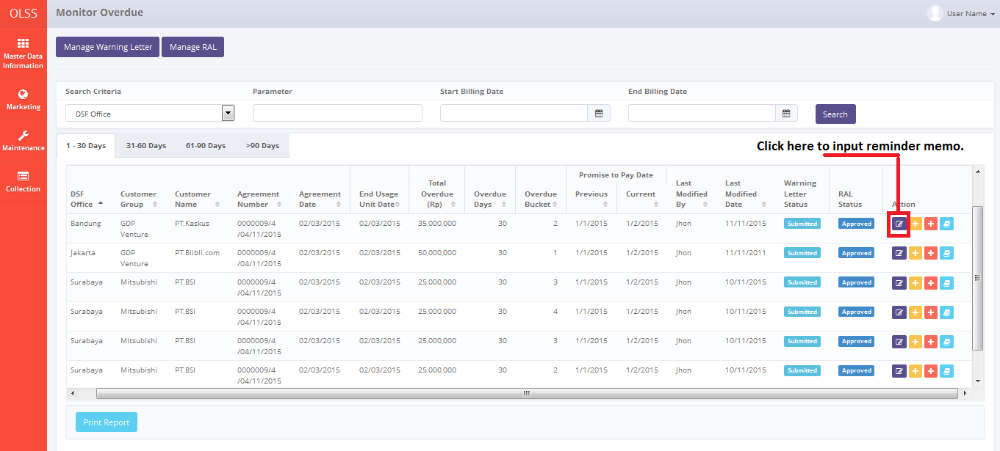 OLSS
Monitor Overdue
User Name
Master Data
Information
Marketing
Maintenance
Collection
Manage Warning Letter
Manage RAL
Search Criteria
Parameter
Start Billing Date
End Billing Date
DSF Office
Search
1 - 30 Days
31-60 Days
61-90 Days
>90 Days
Click here to input reminder memo.
DSF
Office
Customer
Group
Customer
Name
Agreement
Number
Agreement
Date
End Usage
Unit Date
Total
Overdue
(Rp)
Overdue
Days
Overdue
Bucket
Promise to Pay Date
Previous
Current
Last
Modified
By
Last
Modified
Date
Warning
Letter
Status
RAL
Status
Action
Bandung GDP PT.Kaskus 0000009/4 02/03/2015 02/03/2015 35,000,000 30 2 1/1/2015 1/2/2015 Jhon 11/11/2015 Submitted Approved
Venture /04/11/2015
Jakarta GDP PT.Blibli.com 0000009/4 02/03/2015 02/03/2015 50,000,000 30 1 1/1/2015 1/2/2015 Jhon 11/11/2011 Submitted Approved
Venture /04/11/2015
Surabaya Mitsubishi PT.BSI 0000009/4 02/03/2015 02/03/2015 25,000,000 30 3 1/1/2015 1/2/2015 Jhon 10/11/2015 Submitted Approved
/04/11/2015
Surabaya Mitsubishi PT.BSI 0000009/4 02/03/2015 02/03/2015 25,000,000 30 4 1/1/2015 1/2/2015 Jhon 10/11/2015 Submitted Approved
/04/11/2015
Surabaya Mitsubishi PT.BSI 0000009/4 02/03/2015 02/03/2015 25,000,000 30 3 1/1/2015 1/2/2015 Jhon 10/11/2015 Submitted Approved
/04/11/2015
Surabaya Mitsubishi PT.BSI 0000009/4 02/03/2015 02/03/2015 25,000,000 30 2 1/1/2015 1/2/2015 Jhon 10/11/2015 Submitted Approved
/04/11/2015
Print Report